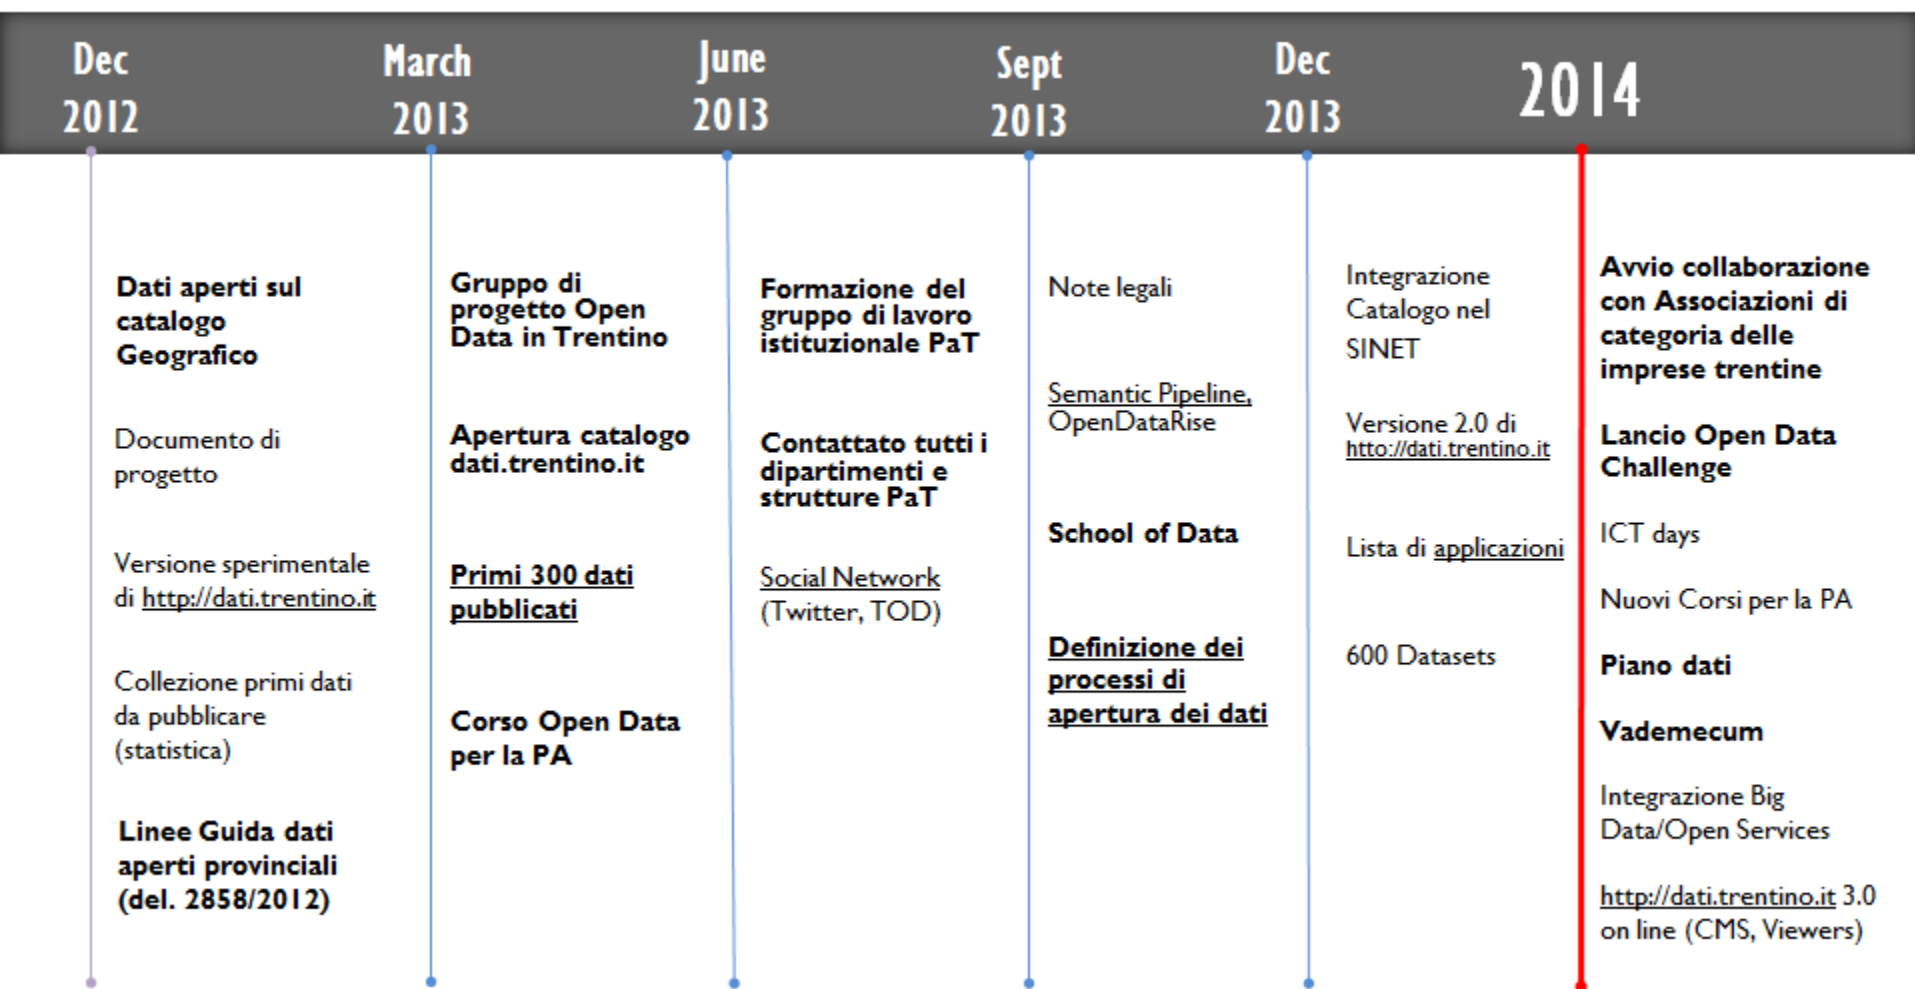 Dec
2012
March
2013
June
2013
Sept
2013
Dec
2013
2014
Dati aperti sul
catalogo
Geografico
Documento di
progetto
Versione sperimentale
di http://dati.trentino.it
Collezione primi dati
da pubblicare
(statistica)
Linee Guida dati
aperti provinciali
(del. 2858/2012)
Gruppo di
progetto Open
Data in Trentino
Apertura catalogo
dati.trentino.it
Primi 300 dati
pubblicati
Corso Open Data
per la PA
Formazione del
gruppo di lavoro
istituzionale PaT
Contattato tutti i
dipartimenti e
strutture PaT
Social Network
(Twitter, TOD)
Note legali
Semantic Pipeline,
OpenDataRise
School of Data
Definizione dei
processi di
apertura dei dati
Integrazione
Catalogo nel
SINET
Versione 2.0 di
htto://dati.trentino.it
Lista di applicazioni
600 Datasets
Avvio collaborazione
con Associazioni di
categoria delle
imprese trentine
Lancio Open Data
Challenge
ICT days
Nuovi Corsi per la PA
Piano dati
Vademecum
Integrazione Big
Data/Open Services
http://dati.trentino.it 3.0
on line (CMS, Viewers)